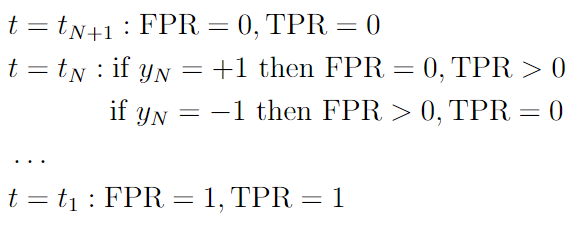 t = t_{N+1} : FPR = 0, TPR = 0
t = t_N : if y_N = +1 then FPR = 0, TPR > 0
if y_N = −1 then FPR > 0, TPR = 0
...
t = t_1 : FPR = 1, TPR = 1